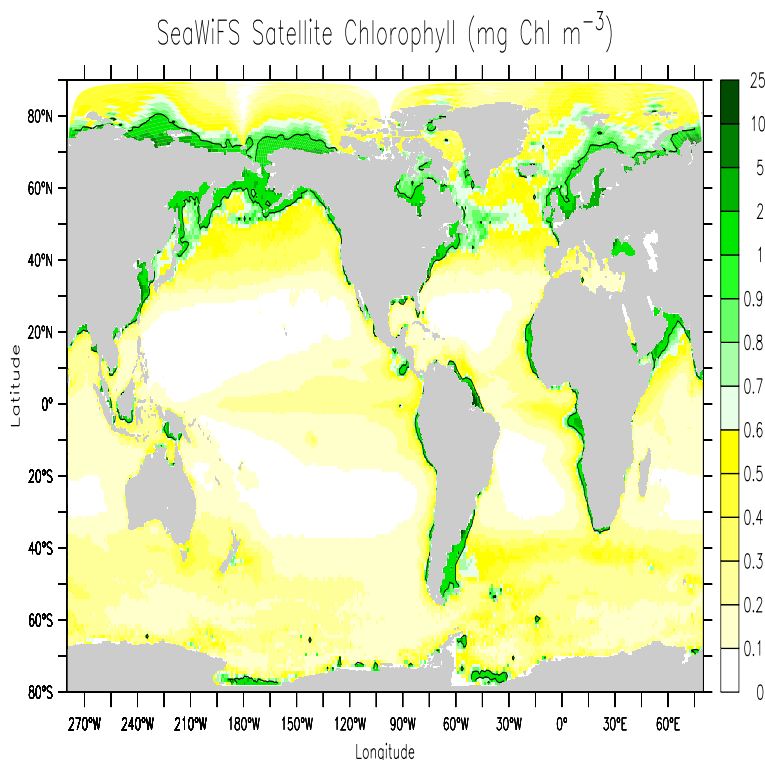 SeaWiFS Satellite Chlorophyll (mg Chl m⁻³)
80°N
60°N
40°N
20°N
0°
20°S
40°S
60°S
80°S
Latitude
270°W 240°W 210°W 180°W 150°W 120°W 90°W 60°W 30°W 0° 30°E 60°E
Longitude
25
10
5
2
1
0.9
0.8
0.7
0.6
0.5
0.4
0.3
0.2
0.1
0